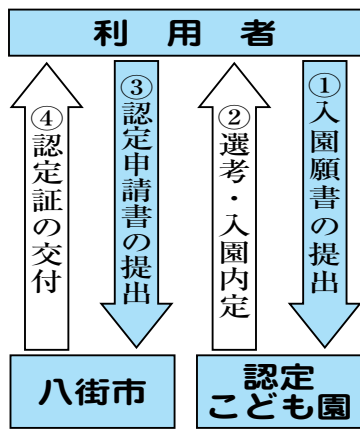 利用者
①入園願書の提出
②選考・入園内定
③認定申請書の提出
④認定証の交付
八街市
認定
こども園